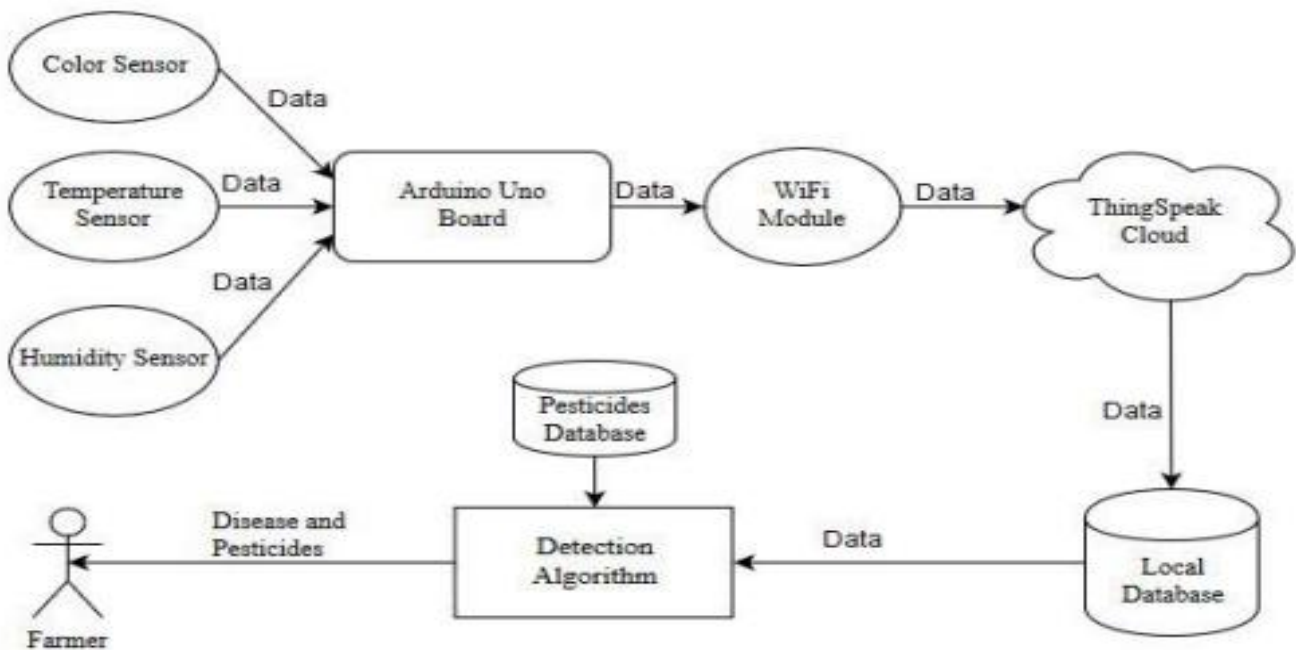 Color Sensor
Data
Temperature
Sensor
Data
Humidity Sensor
Data
Arduino Uno
Board
Data
WiFi
Module
Data
ThingSpeak
Cloud
Data
Local
Database
Data
Pesticides
Database
Detection
Algorithm
Disease and
Pesticides
Farmer